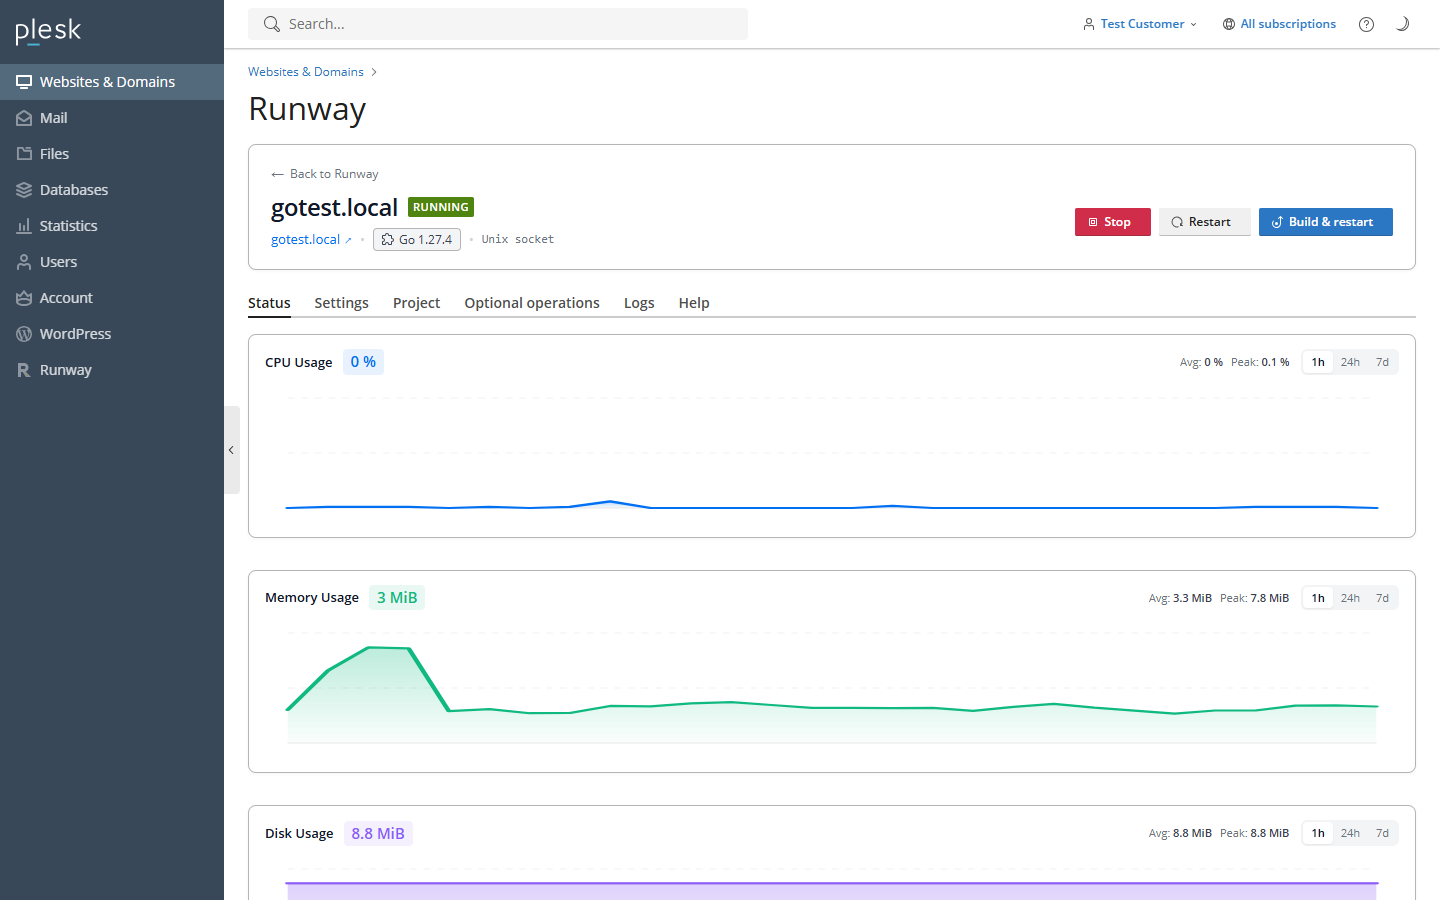 plesk
Search...
Test Customer
All subscriptions
Websites & Domains
Mail
Files
Databases
Statistics
Users
Account
WordPress
Runway
Websites & Domains
Runway
Back to Runway
gotest.local RUNNING
gotest.local • Go 1.27.4 • Unix socket
Stop
Restart
Build & restart
Status Settings Project Optional operations Logs Help
CPU Usage 0 % Avg: 0 % Peak: 0.1 % 1h 24h 7d
Memory Usage 3 MiB Avg: 3.3 MiB Peak: 7.8 MiB 1h 24h 7d
Disk Usage 8.8 MiB Avg: 8.8 MiB Peak: 8.8 MiB 1h 24h 7d